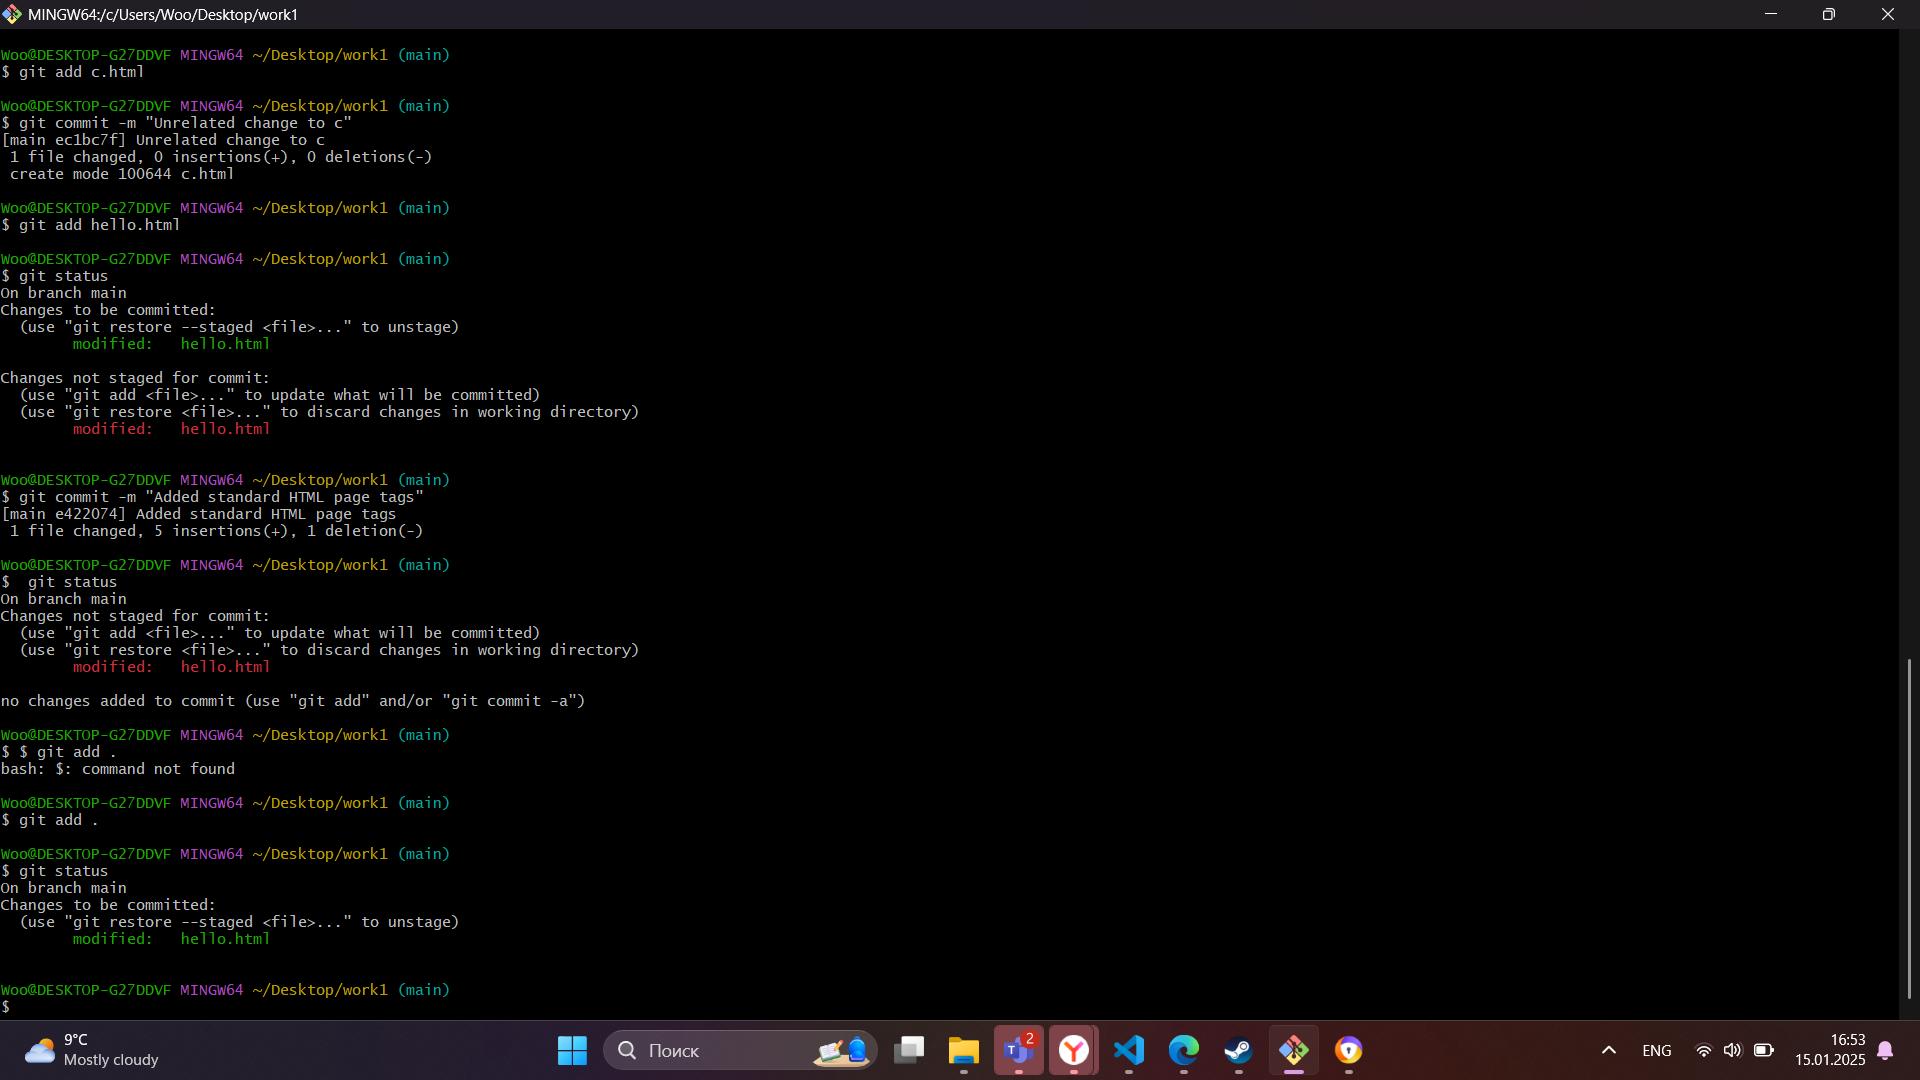 MINGW64:/c/Users/Woo/Desktop/work1
Woo@DESKTOP-G27DDVF MINGW64 ~/Desktop/work1 (main)
$ git add c.html
Woo@DESKTOP-G27DDVF MINGW64 ~/Desktop/work1 (main)
$ git commit -m "Unrelated change to c"
[main ec1bc7f] Unrelated change to c
 1 file changed, 0 insertions(+), 0 deletions(-)
 create mode 100644 c.html
Woo@DESKTOP-G27DDVF MINGW64 ~/Desktop/work1 (main)
$ git add hello.html
Woo@DESKTOP-G27DDVF MINGW64 ~/Desktop/work1 (main)
$ git status
On branch main
Changes to be committed:
  (use "git restore --staged <file>..." to unstage)
        modified:   hello.html
Changes not staged for commit:
  (use "git add <file>..." to update what will be committed)
  (use "git restore <file>..." to discard changes in working directory)
        modified:   hello.html
Woo@DESKTOP-G27DDVF MINGW64 ~/Desktop/work1 (main)
$ git commit -m "Added standard HTML page tags"
[main e422074] Added standard HTML page tags
 1 file changed, 5 insertions(+), 1 deletion(-)
Woo@DESKTOP-G27DDVF MINGW64 ~/Desktop/work1 (main)
$  git status
On branch main
Changes not staged for commit:
  (use "git add <file>..." to update what will be committed)
  (use "git restore <file>..." to discard changes in working directory)
        modified:   hello.html
no changes added to commit (use "git add" and/or "git commit -a")
Woo@DESKTOP-G27DDVF MINGW64 ~/Desktop/work1 (main)
$ $ git add .
bash: $: command not found
Woo@DESKTOP-G27DDVF MINGW64 ~/Desktop/work1 (main)
$ git add .
Woo@DESKTOP-G27DDVF MINGW64 ~/Desktop/work1 (main)
$ git status
On branch main
Changes to be committed:
  (use "git restore --staged <file>..." to unstage)
        modified:   hello.html
Woo@DESKTOP-G27DDVF MINGW64 ~/Desktop/work1 (main)
$
9°C
Mostly cloudy
Поиск
2
ENG
16:53
15.01.2025